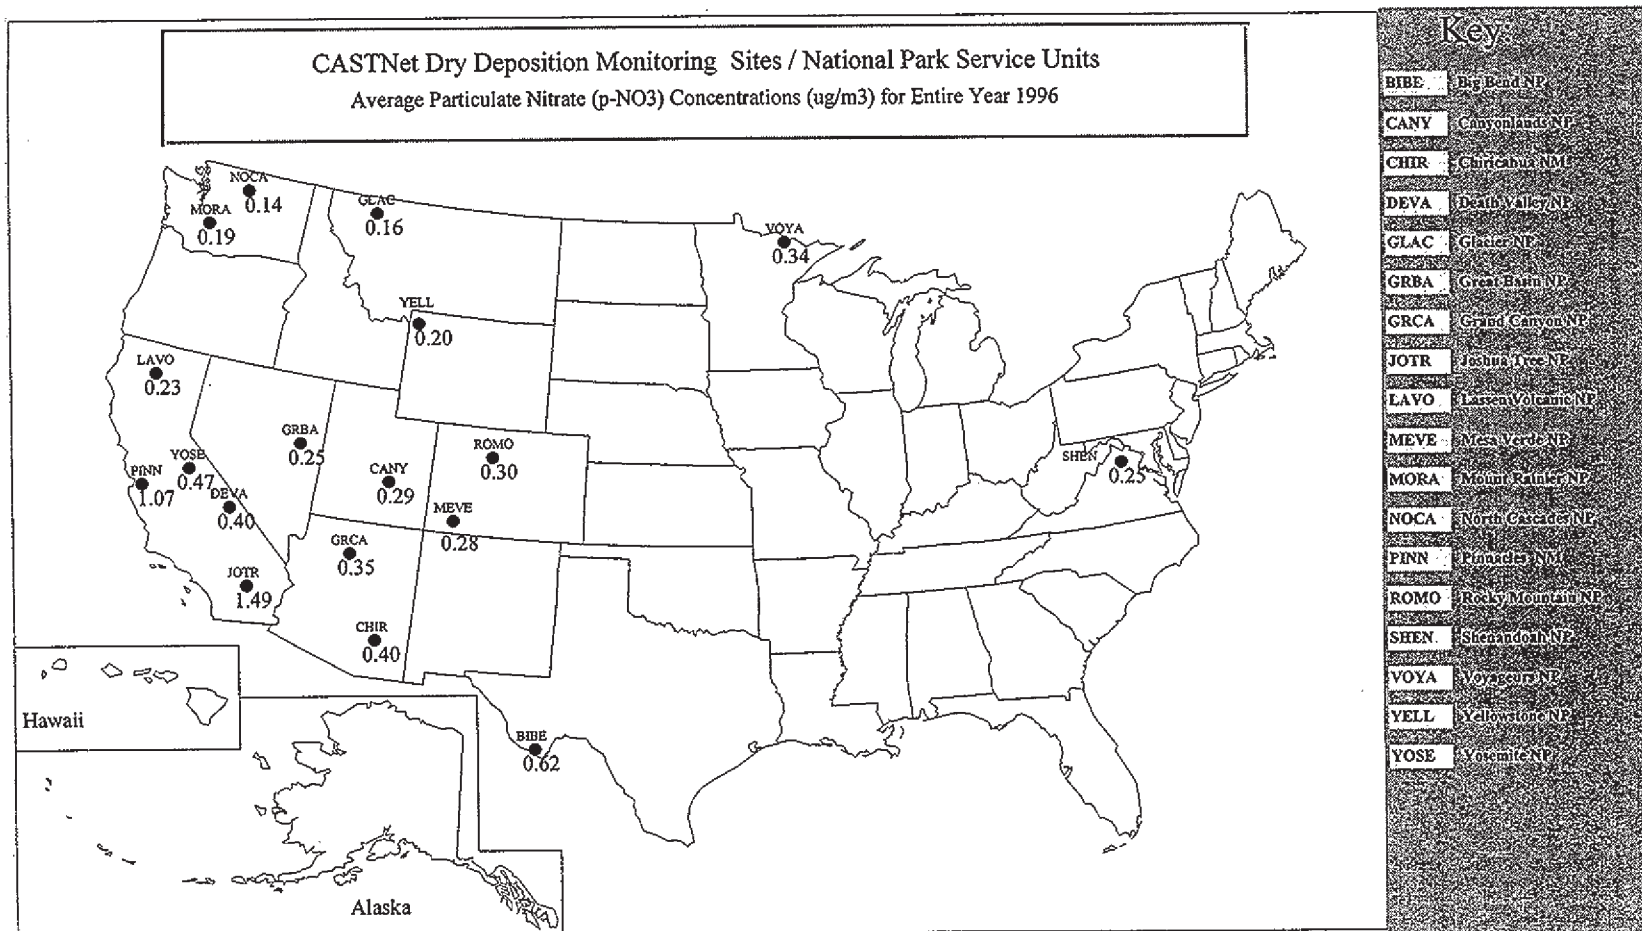 CASTNet Dry Deposition Monitoring Sites / National Park Service Units
Average Particulate Nitrate (p-NO3) Concentrations (ug/m3) for Entire Year 1996
NOCA
0.14
MORA
0.19
GLAC
0.16
VOYA
0.34
YELL
0.20
LAVO
0.23
GRBA
0.25
ROMO
0.30
SHEN
0.25
YOSE
0.47
PINN
1.07
CANY
0.29
DEVA
0.40
MEVE
0.28
GRCA
0.35
JOTR
1.49
CHIR
0.40
BIBE
0.62
Hawaii
Alaska
Key
BIBE Big Bend NP
CANY Canyonlands NP
CHIR Chiricahua NM
DEVA Death Valley NP
GLAC Glacier NP
GRBA Great Basin NP
GRCA Grand Canyon NP
JOTR Joshua Tree NP
LAVO Lassen Volcanic NP
MEVE Mesa Verde NP
MORA Mount Rainier NP
NOCA North Cascades NP
PINN Pinnacles NM
ROMO Rocky Mountain NP
SHEN Shenandoah NP
VOYA Voyageurs NP
YELL Yellowstone NP
YOSE Yosemite NP